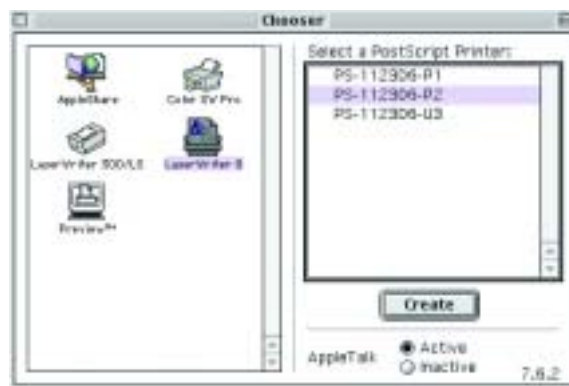 Chooser
AppleShare
Color SW Pro
LaserWriter 300/LS
LaserWriter 8
Preview™
Select a PostScript Printer:
PS-112306-P1
PS-112306-P2
PS-112306-U3
Create
AppleTalk
Active
Inactive
7.6.2